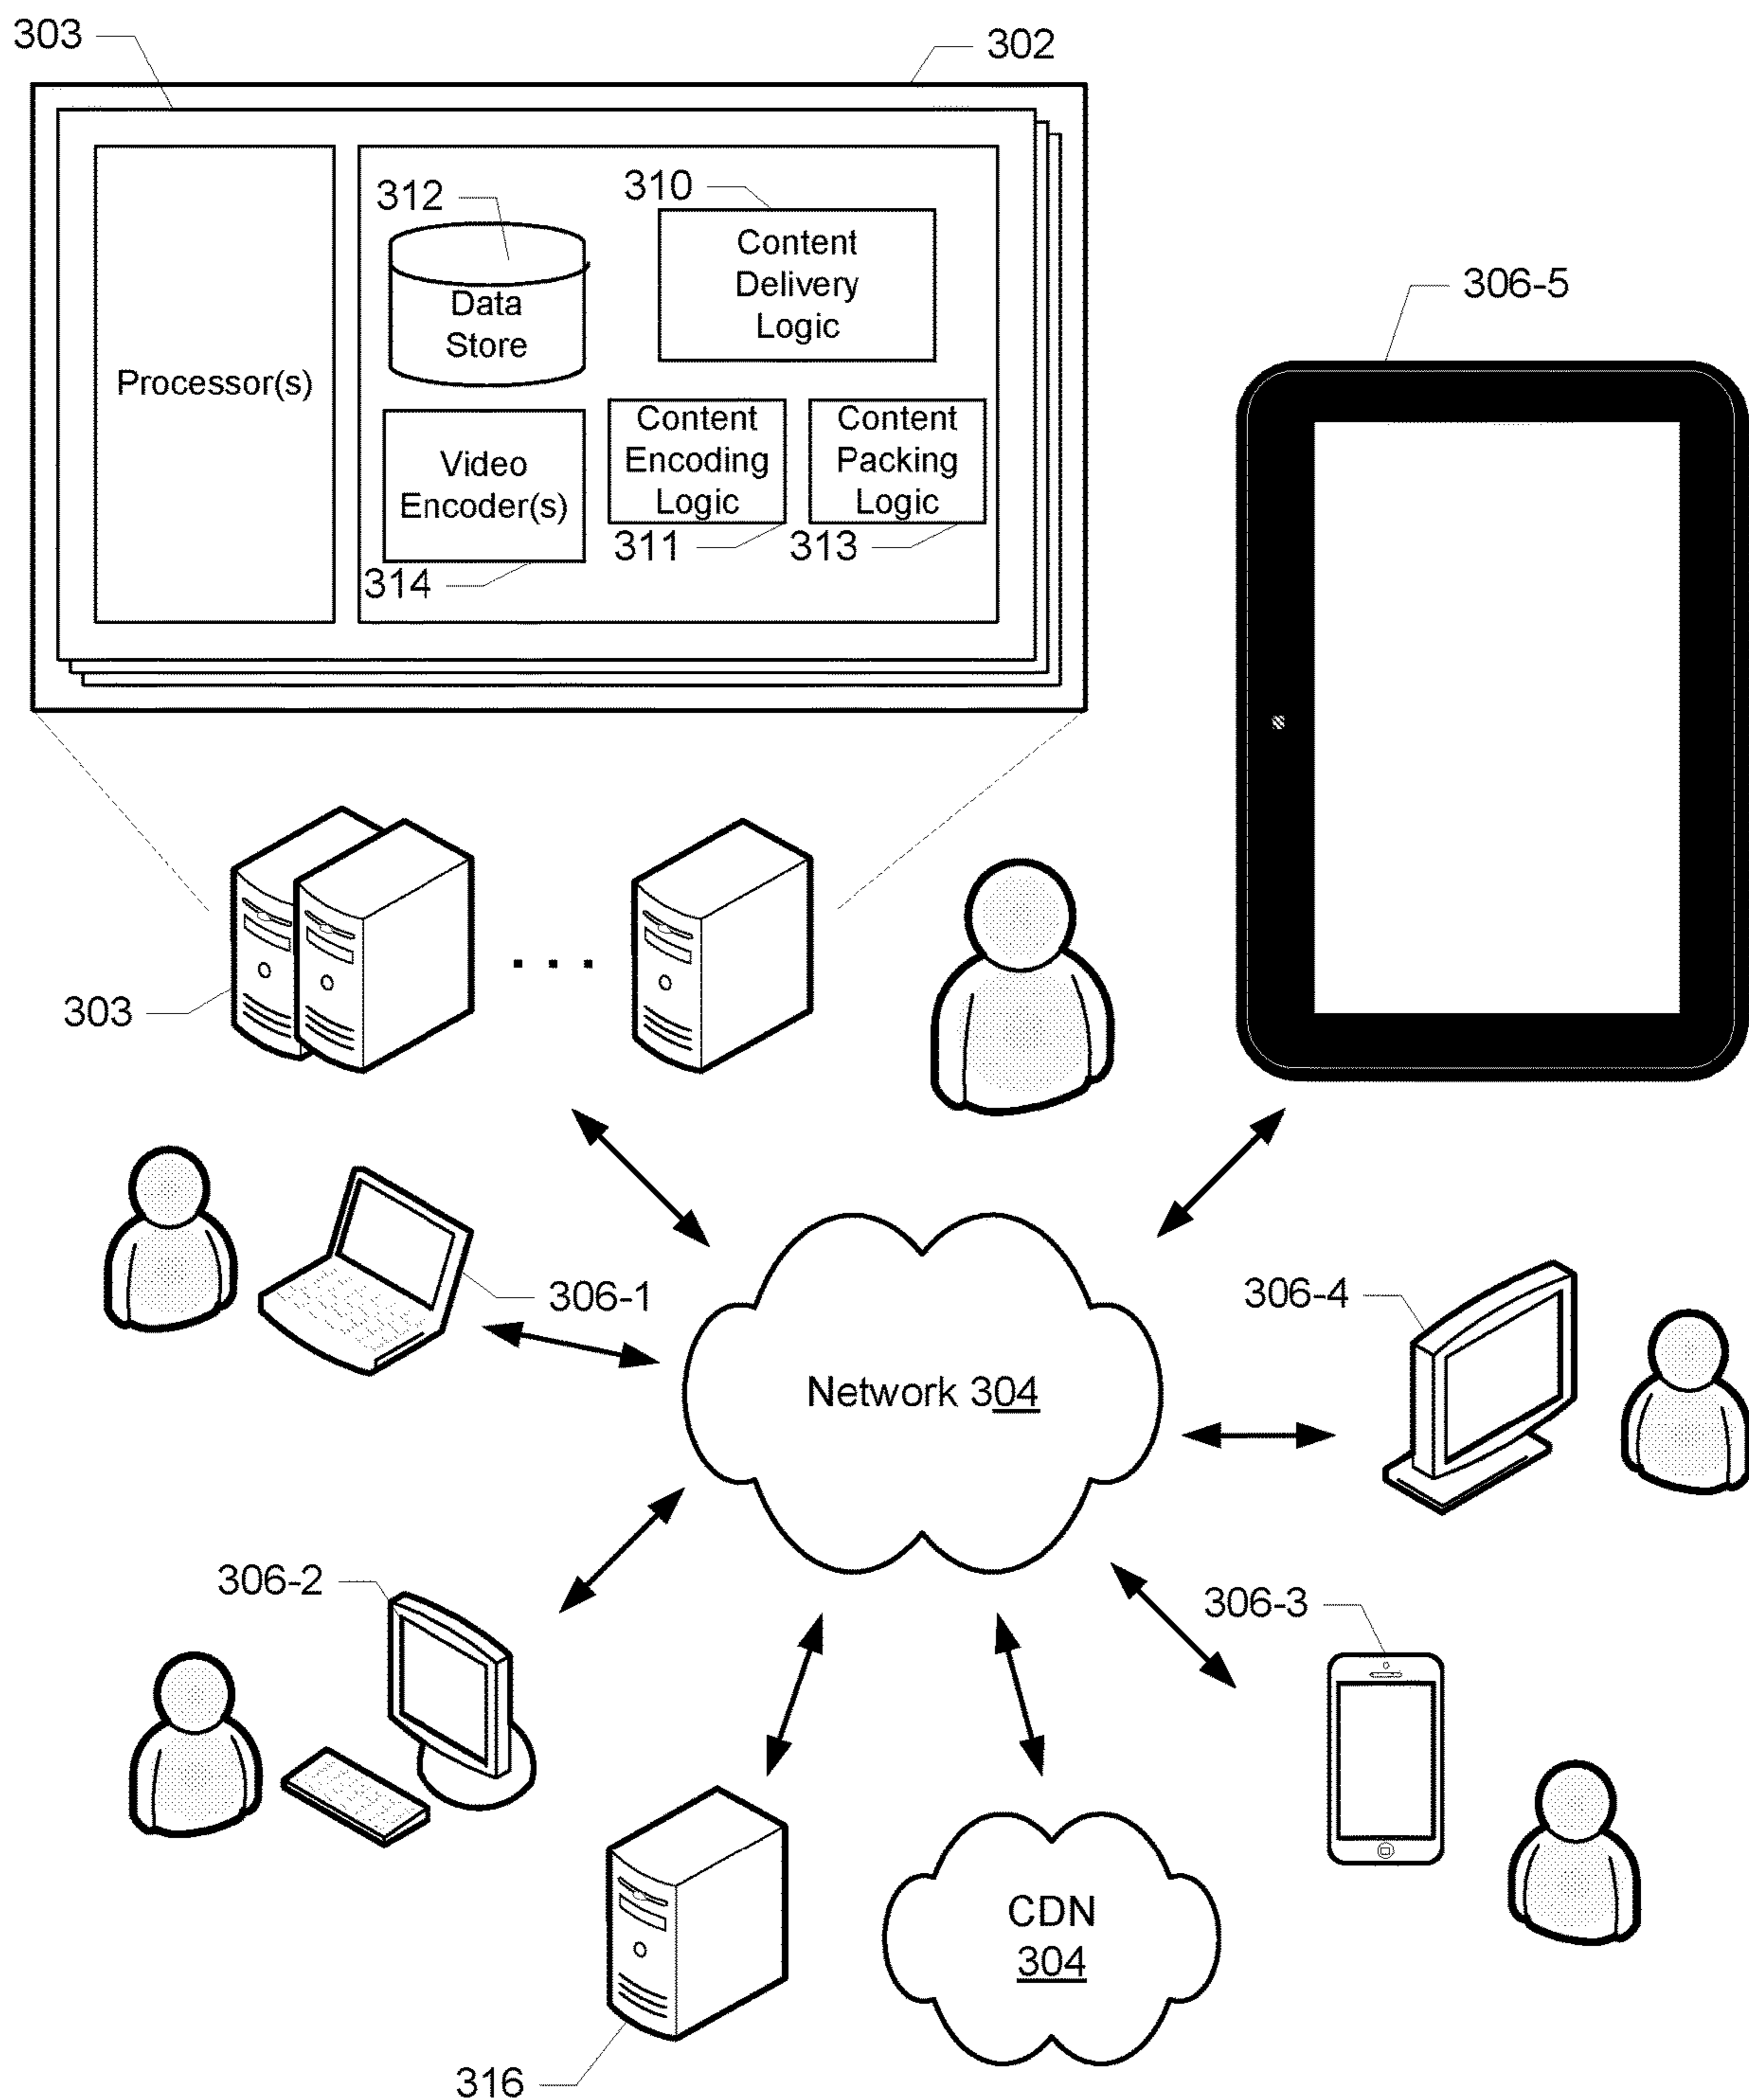 303
302
312
310
Content
Delivery
Logic
Data
Store
Processor(s)
306-5
Content
Encoding
Logic
Content
Packing
Logic
Video
Encoder(s)
311
313
314
303
306-1
306-4
Network 304
306-2
306-3
CDN
304
316